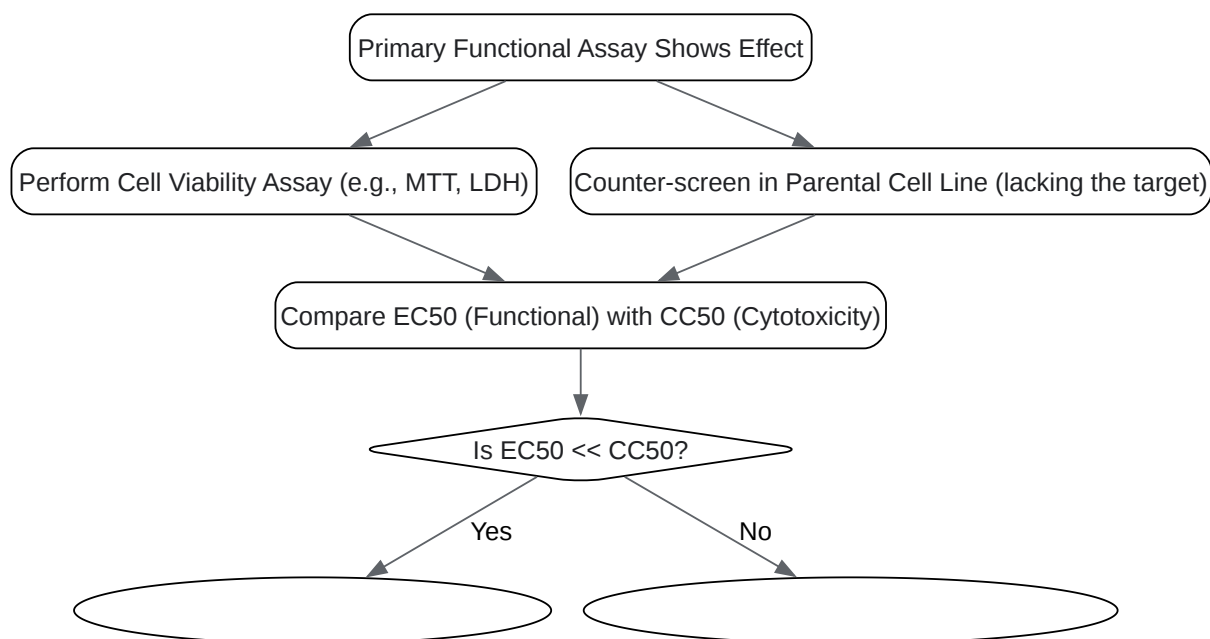 Primary Functional Assay Shows Effect
Perform Cell Viability Assay (e.g., MTT, LDH)
Counter-screen in Parental Cell Line (lacking the target)
Compare EC50 (Functional) with CC50 (Cytotoxicity)
Is EC50 << CC50?
Yes
No